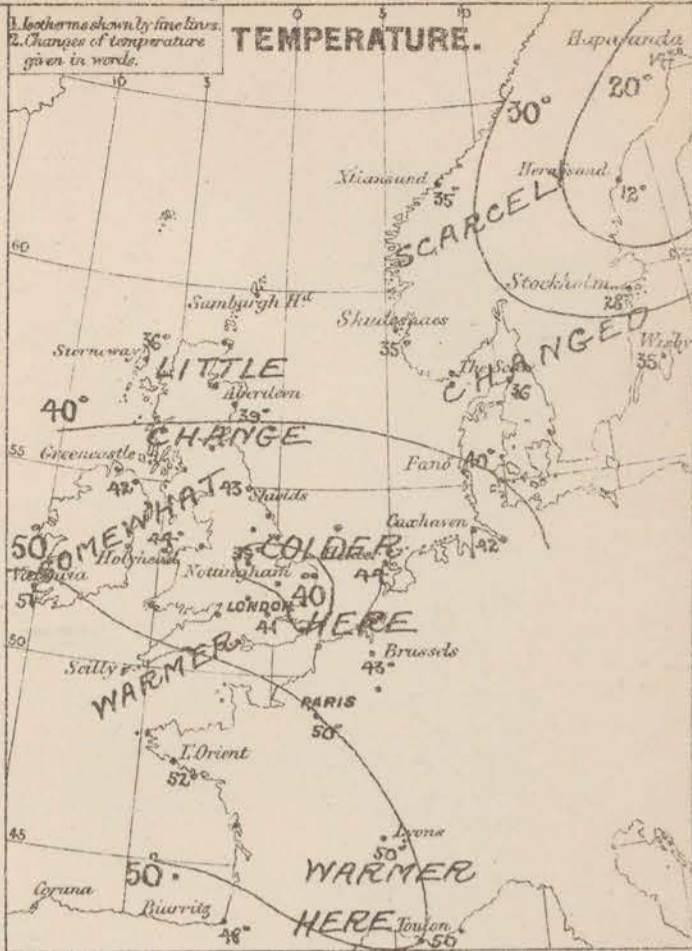 1. Isotherms shown by fine lines.
2. Changes of temperature
given in words.
TEMPERATURE.
10
5
0
5
10
Haparanda
20°
30°
Xtiansund
35°
Hernösand
12°
SCARCELY
60
Sumburgh Hd
Stockholm
28°
Skudesnaes
35°
CHANGED
Wisby
35°
Stornoway
36°
LITTLE
The Scaw
36
Aberdeen
39°
40°
CHANGE
55
Greencastle
42°
Fanö
40°
SOMEWHAT
43
Shields
Cuxhaven
42°
50°
Holyhead
44°
COLDER
Helder
44
Valentia
51
Nottingham
LONDON
41
40
HERE
50
Scilly
WARMER
Brussels
43°
PARIS
50°
L'Orient
52°
45
50°
Lyons
50°
WARMER
Coruna
Biarritz
48°
HERE
Toulon
50